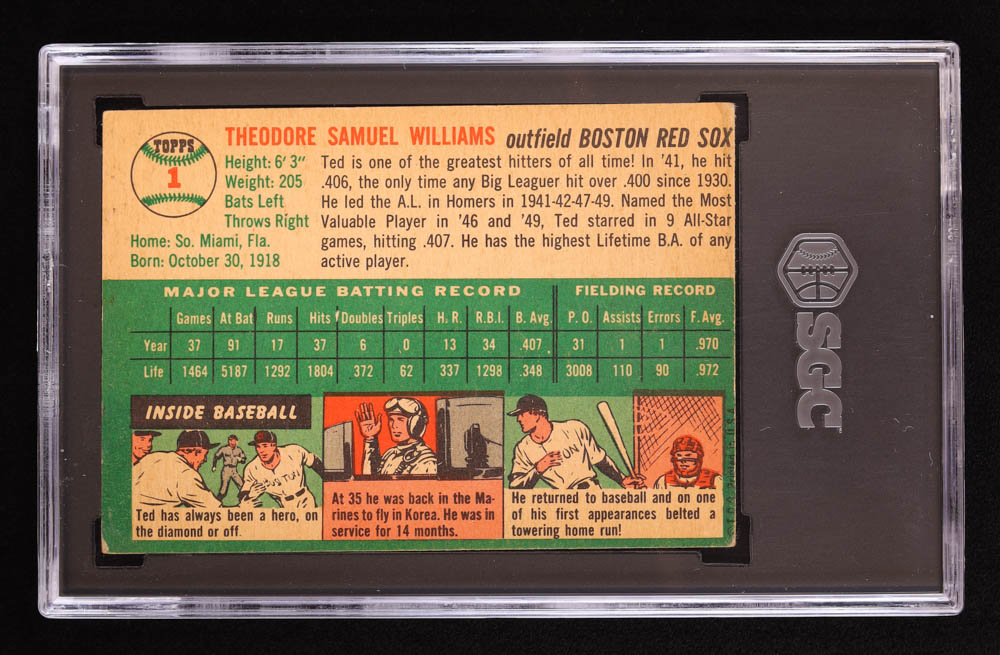 TOPPS
1
THEODORE SAMUEL WILLIAMS outfield BOSTON RED SOX
Height: 6' 3"
Weight: 205
Bats Left
Throws Right
Home: So. Miami, Fla.
Born: October 30, 1918
Ted is one of the greatest hitters of all time! In '41, he hit
.406, the only time any Big Leaguer hit over .400 since 1930.
He led the A.L. in Homers in 1941-42-47-49. Named the Most
Valuable Player in '46 and '49, Ted starred in 9 All-Star
games, hitting .407. He has the highest Lifetime B.A. of any
active player.
MAJOR LEAGUE BATTING RECORD FIELDING RECORD
Games At Bat Runs Hits Doubles Triples H. R. R.B.I. B. Avg. P. O. Assists Errors F. Avg.
Year 37 91 17 37 6 0 13 34 .407 31 1 1 .970
Life 1464 5187 1292 1804 372 62 337 1298 .348 3008 110 90 .972
INSIDE BASEBALL
Ted has always been a hero, on
the diamond or off.
At 35 he was back in the Ma-
rines to fly in Korea. He was in
service for 14 months.
He returned to baseball and on one
of his first appearances belted a
towering home run!
SGC